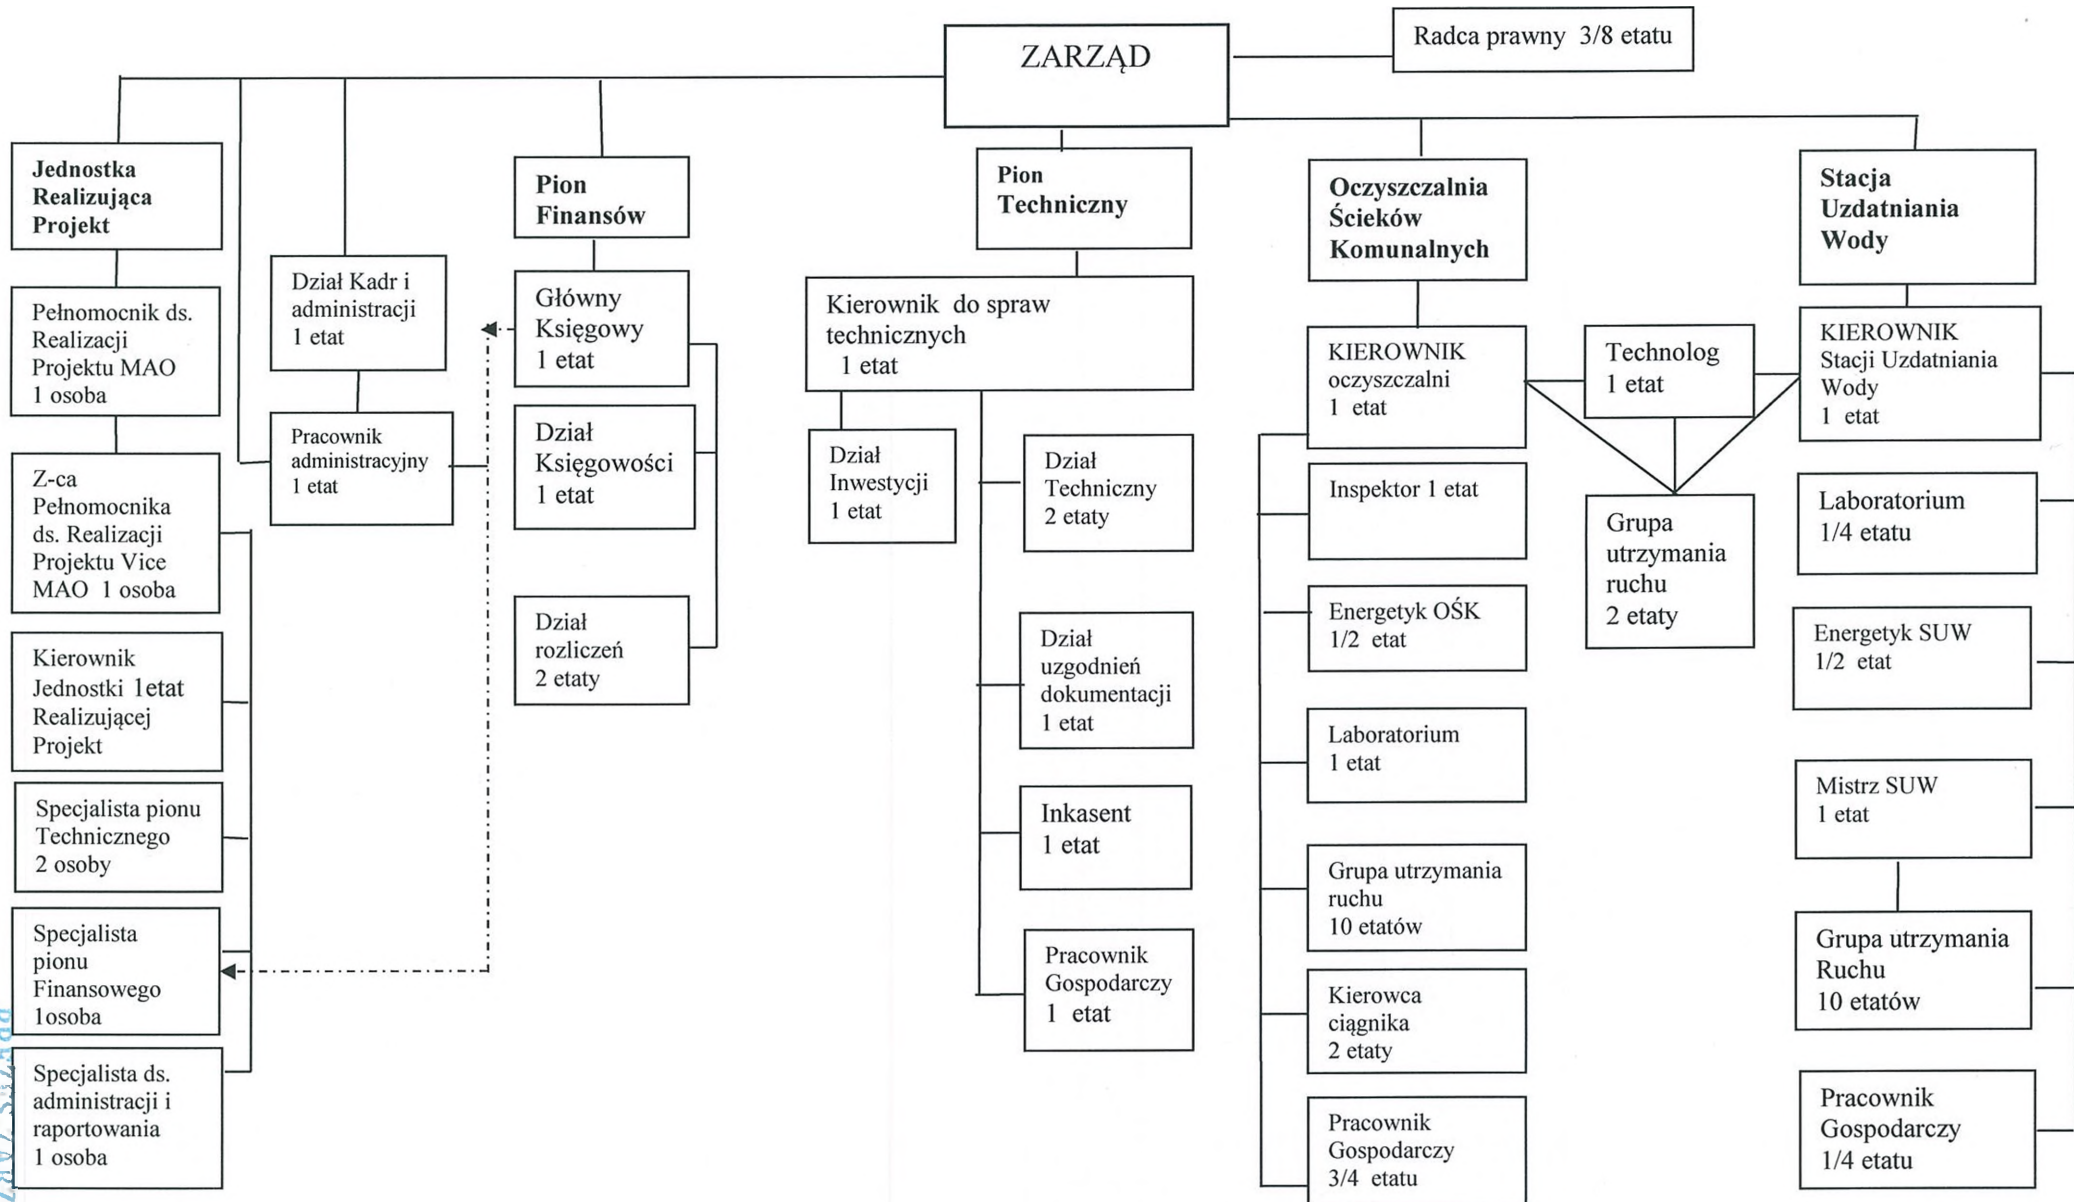 ZARZĄD
Radca prawny 3/8 etatu
Jednostka
Realizująca
Projekt
Pełnomocnik ds.
Realizacji
Projektu MAO
1 osoba
Z-ca
Pełnomocnika
ds. Realizacji
Projektu Vice
MAO 1 osoba
Kierownik
Jednostki 1etat
Realizującej
Projekt
Specjalista pionu
Technicznego
2 osoby
Specjalista
pionu
Finansowego
1osoba
Specjalista ds.
administracji i
raportowania
1 osoba
Dział Kadr i
administracji
1 etat
Pracownik
administracyjny
1 etat
Pion
Finansów
Główny
Księgowy
1 etat
Dział
Księgowości
1 etat
Dział
rozliczeń
2 etaty
Pion
Techniczny
Kierownik do spraw
technicznych
1 etat
Dział
Inwestycji
1 etat
Dział
Techniczny
2 etaty
Dział
uzgodnień
dokumentacji
1 etat
Inkasent
1 etat
Pracownik
Gospodarczy
1 etat
Oczyszczalnia
Ścieków
Komunalnych
KIEROWNIK
oczyszczalni
1 etat
Inspektor 1 etat
Energetyk OŚK
1/2 etat
Laboratorium
1 etat
Grupa utrzymania
ruchu
10 etatów
Kierowca
ciągnika
2 etaty
Pracownik
Gospodarczy
3/4 etatu
Technolog
1 etat
Grupa
utrzymania
ruchu
2 etaty
Stacja
Uzdatniania
Wody
KIEROWNIK
Stacji Uzdatniania
Wody
1 etat
Laboratorium
1/4 etatu
Energetyk SUW
1/2 etat
Mistrz SUW
1 etat
Grupa utrzymania
Ruchu
10 etatów
Pracownik
Gospodarczy
1/4 etatu